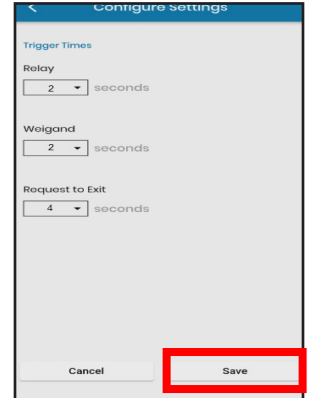 Configure Settings
Trigger Times
Relay
2 seconds
Weigand
2 seconds
Request to Exit
4 seconds
Cancel Save